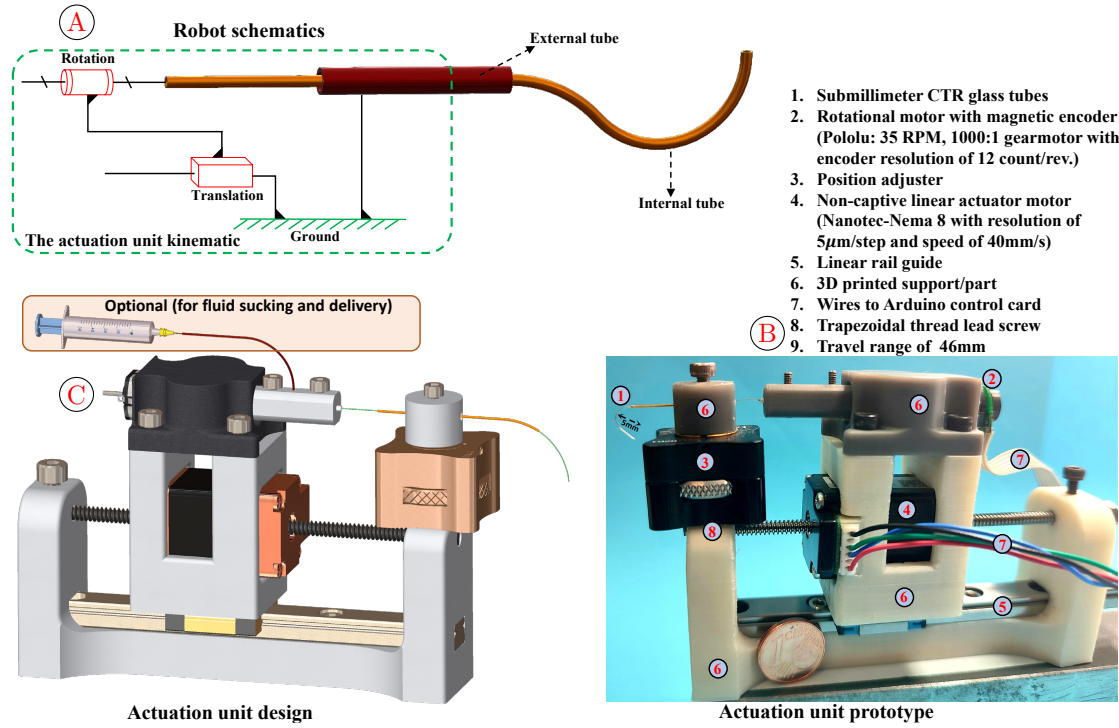 A
Robot schematics
Rotation
External tube
Translation
Internal tube
The actuation unit kinematic
Ground
1. Submillimeter CTR glass tubes
2. Rotational motor with magnetic encoder
(Pololu: 35 RPM, 1000:1 gearmotor with
encoder resolution of 12 count/rev.)
3. Position adjuster
4. Non-captive linear actuator motor
(Nanotec-Nema 8 with resolution of
5μm/step and speed of 40mm/s)
5. Linear rail guide
6. 3D printed support/part
7. Wires to Arduino control card
8. Trapezoidal thread lead screw
9. Travel range of 46mm
Optional (for fluid sucking and delivery)
C
Actuation unit design
B
1
2
6
6
5mm
3
7
4
8
7
6
5
6
Actuation unit prototype